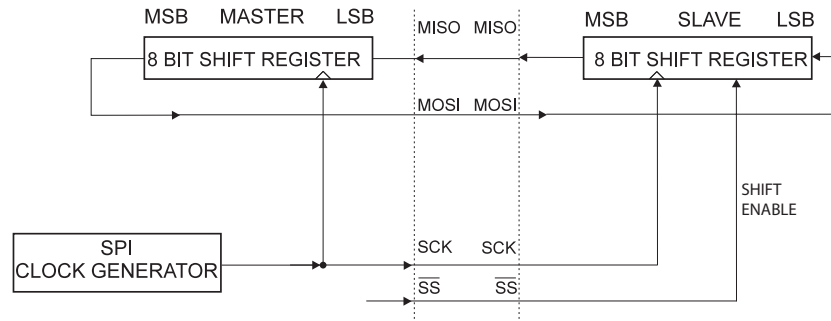 MSB MASTER LSB
MISO MISO
MSB SLAVE LSB
8 BIT SHIFT REGISTER
8 BIT SHIFT REGISTER
MOSI MOSI
SHIFT
ENABLE
SPI
CLOCK GENERATOR
SCK SCK
SS SS